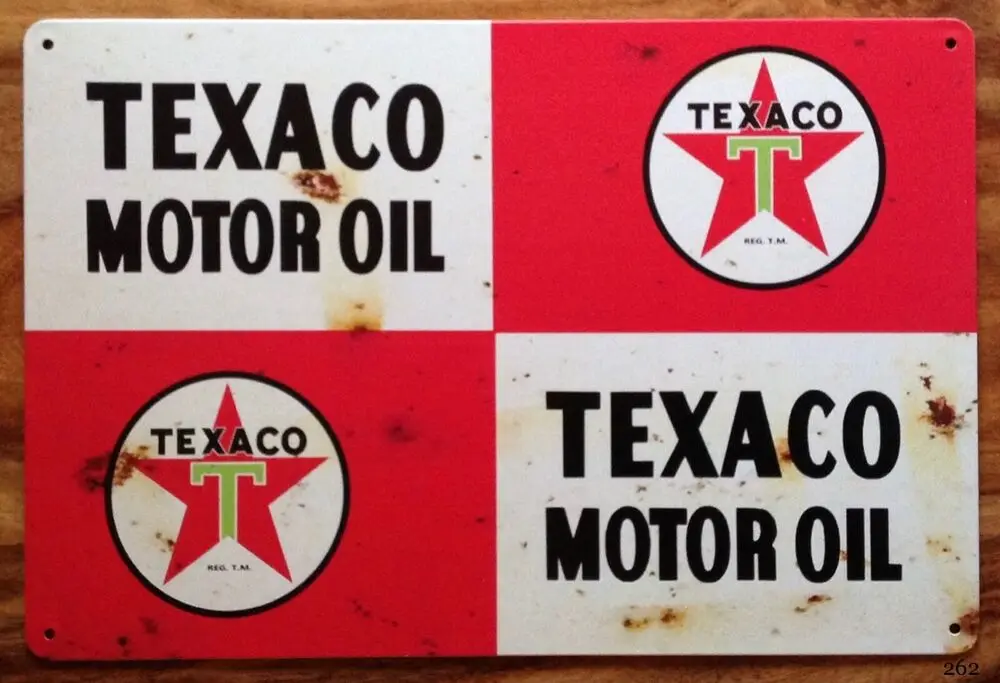 TEXACO
MOTOR OIL
TEXACO
T
REG. T.M.
TEXACO
T
REG. T.M.
TEXACO
MOTOR OIL
262